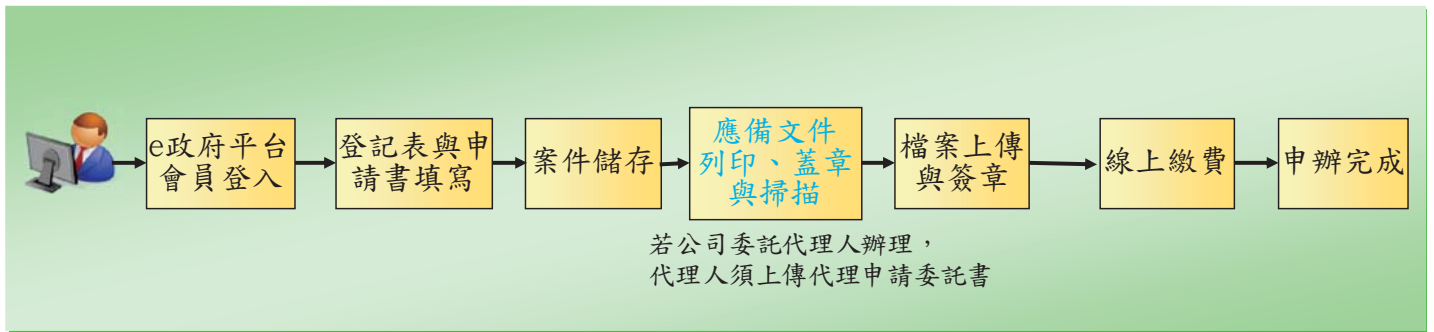 e政府平台
會員登入
登記表與申
請書填寫
案件儲存
應備文件
列印、蓋章
與掃描
檔案上傳
與簽章
線上繳費
申辦完成
若公司委託代理人辦理，
代理人須上傳代理申請委託書